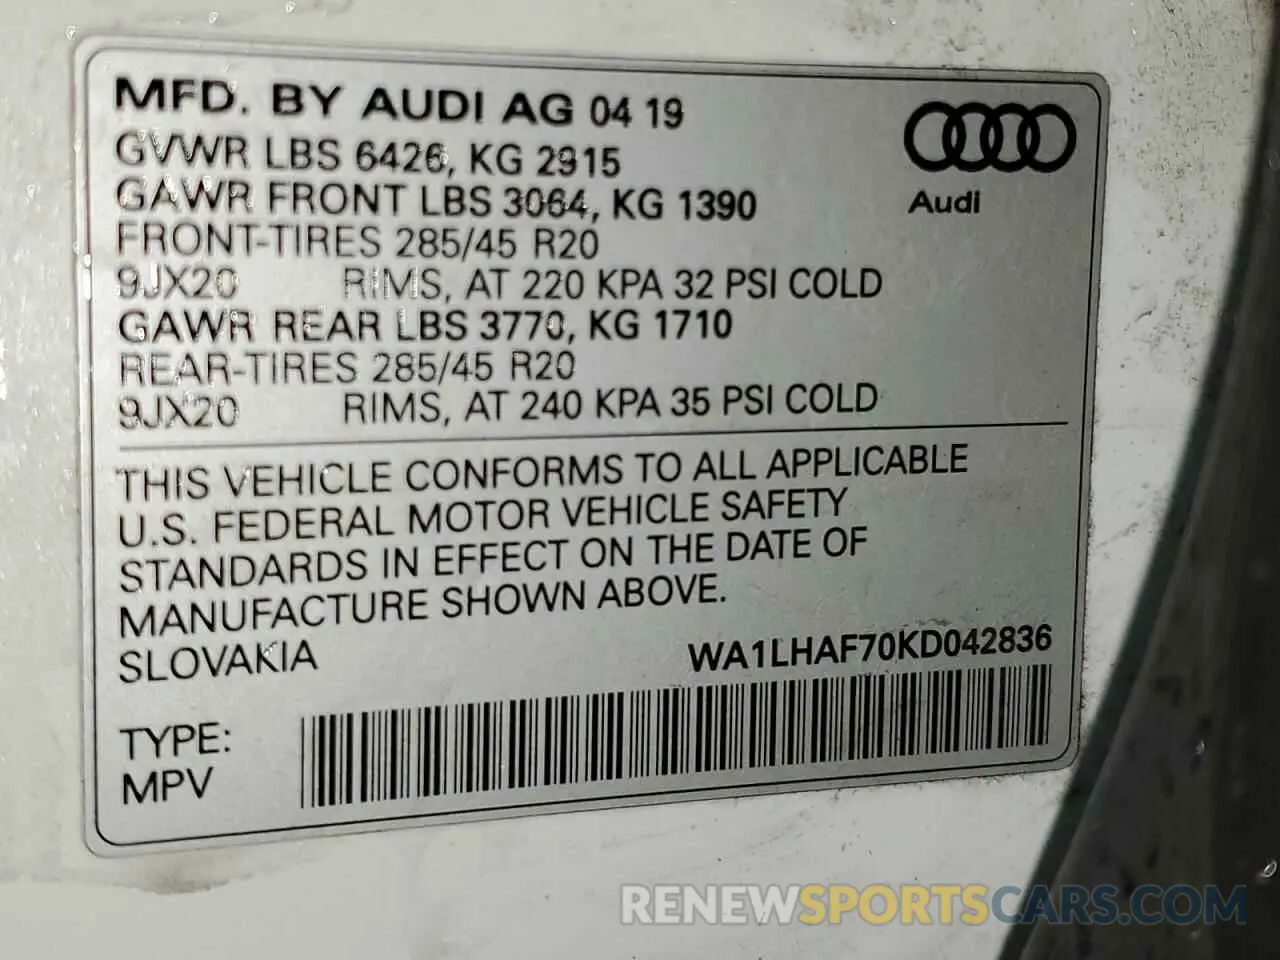 MFD. BY AUDI AG 04 19
GVWR LBS 6426, KG 2915
GAWR FRONT LBS 3064, KG 1390
FRONT-TIRES 285/45 R20
9JX20 RIMS, AT 220 KPA 32 PSI COLD
GAWR REAR LBS 3770, KG 1710
REAR-TIRES 285/45 R20
9JX20 RIMS, AT 240 KPA 35 PSI COLD
Audi
THIS VEHICLE CONFORMS TO ALL APPLICABLE
U.S. FEDERAL MOTOR VEHICLE SAFETY
STANDARDS IN EFFECT ON THE DATE OF
MANUFACTURE SHOWN ABOVE.
SLOVAKIA WA1LHAF70KD042836
TYPE:
MPV
RENEWSPORTSCARS.COM